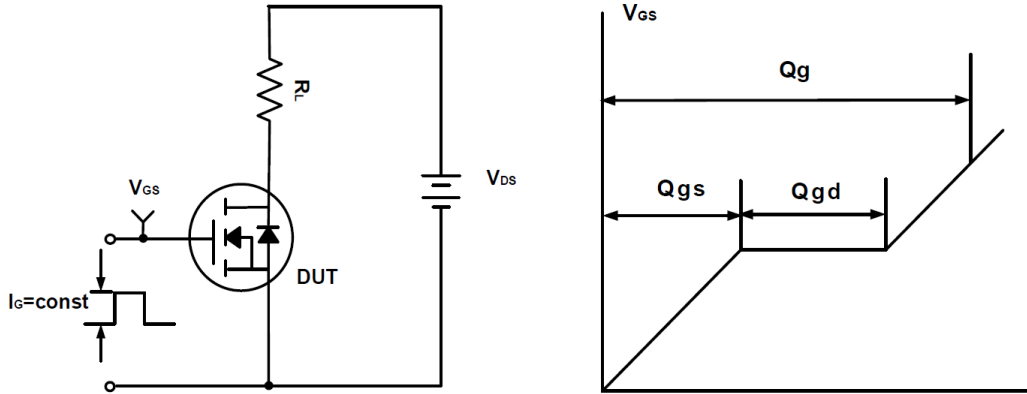 RL
VGS
VDS
DUT
IG=const
VGS
Qg
Qgs
Qgd